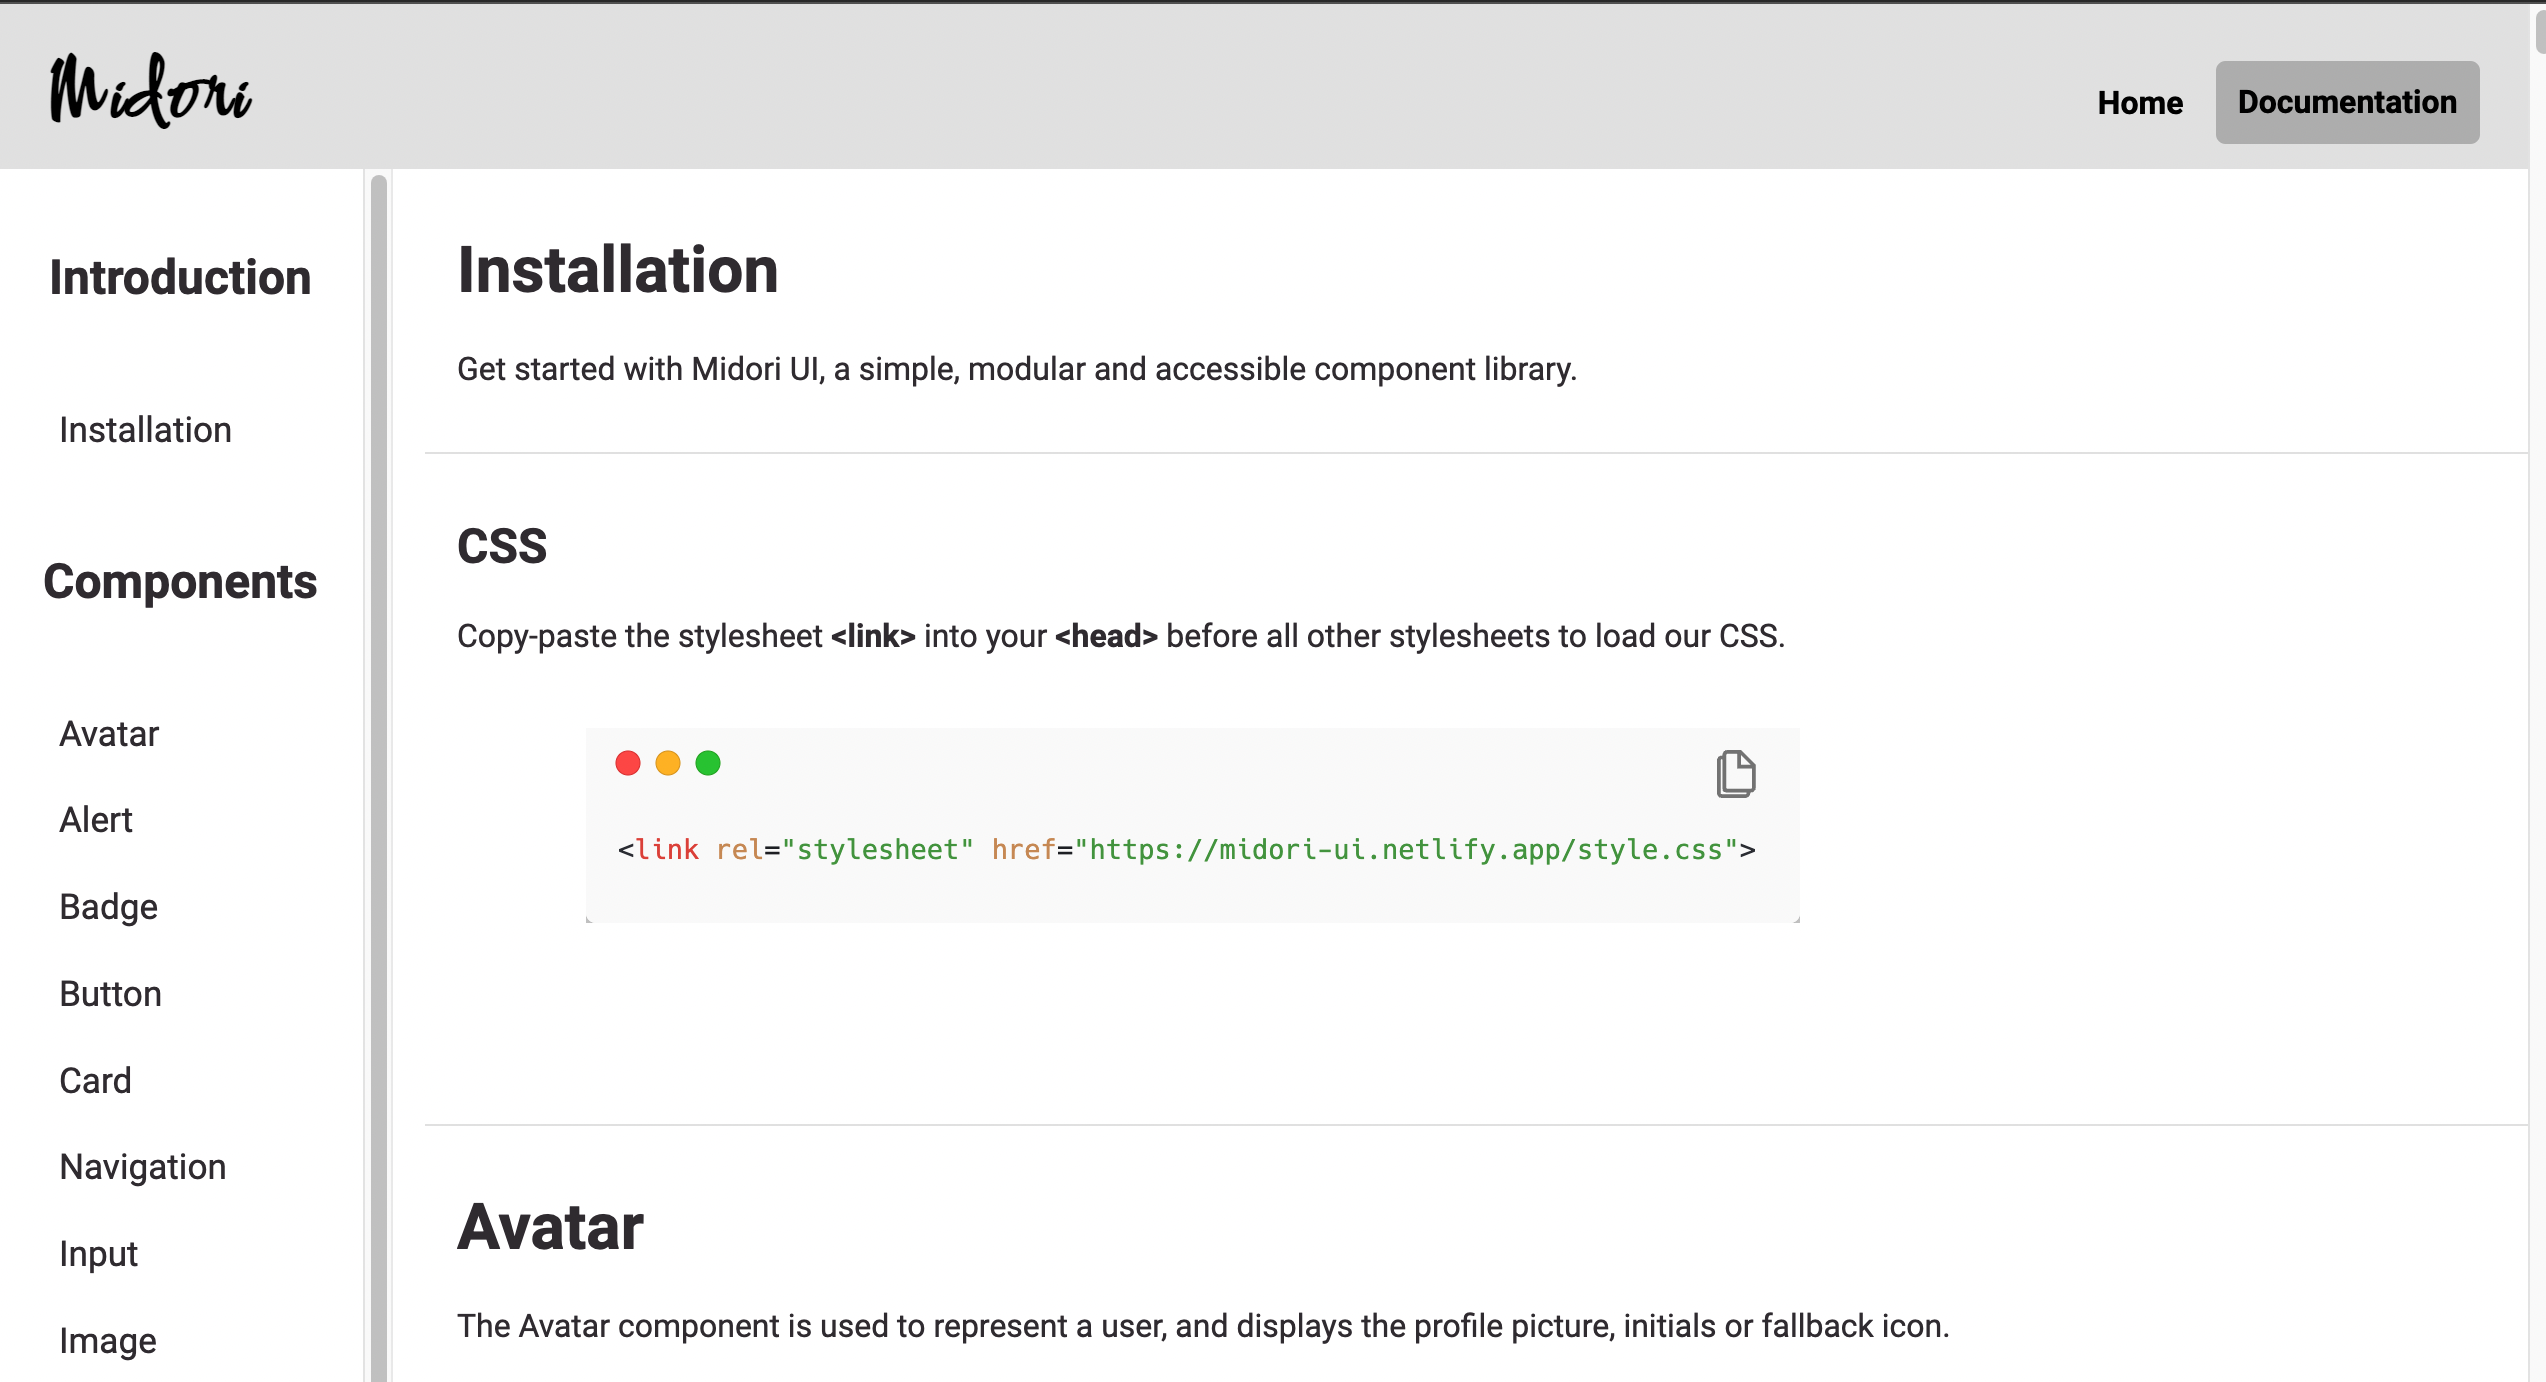 Midori
Home
Documentation
Introduction
Installation
Components
Avatar
Alert
Badge
Button
Card
Navigation
Input
Image
Installation
Get started with Midori UI, a simple, modular and accessible component library.
CSS
Copy-paste the stylesheet <link> into your <head> before all other stylesheets to load our CSS.
<link rel="stylesheet" href="https://midori-ui.netlify.app/style.css">
Avatar
The Avatar component is used to represent a user, and displays the profile picture, initials or fallback icon.